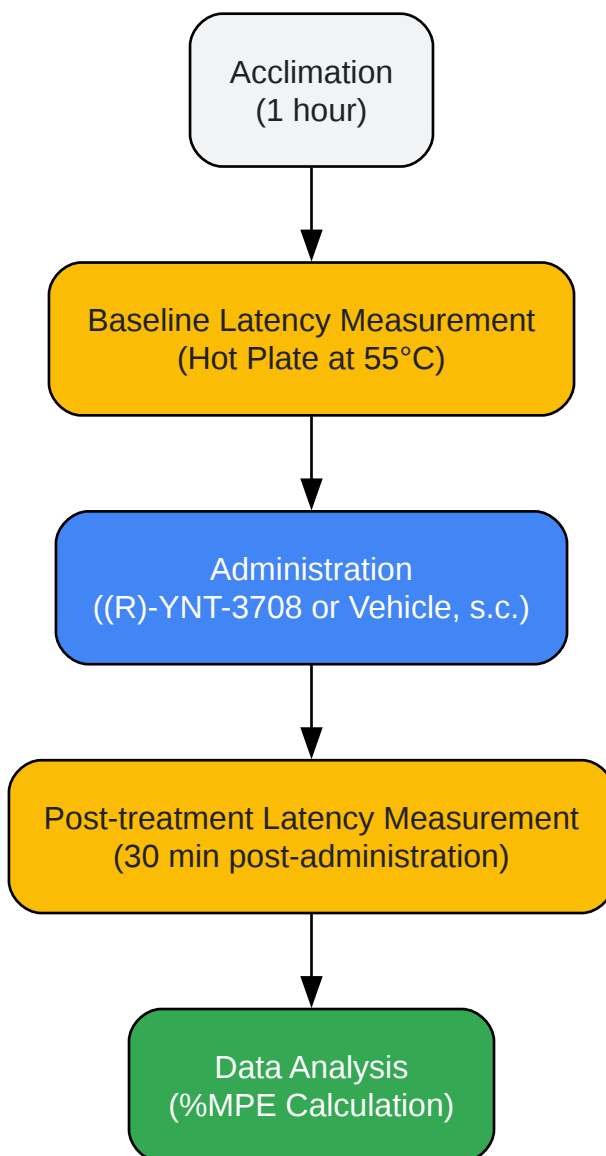 Acclimation
(1 hour)
Baseline Latency Measurement
(Hot Plate at 55°C)
Administration
((R)-YNT-3708 or Vehicle, s.c.)
Post-treatment Latency Measurement
(30 min post-administration)
Data Analysis
(%MPE Calculation)